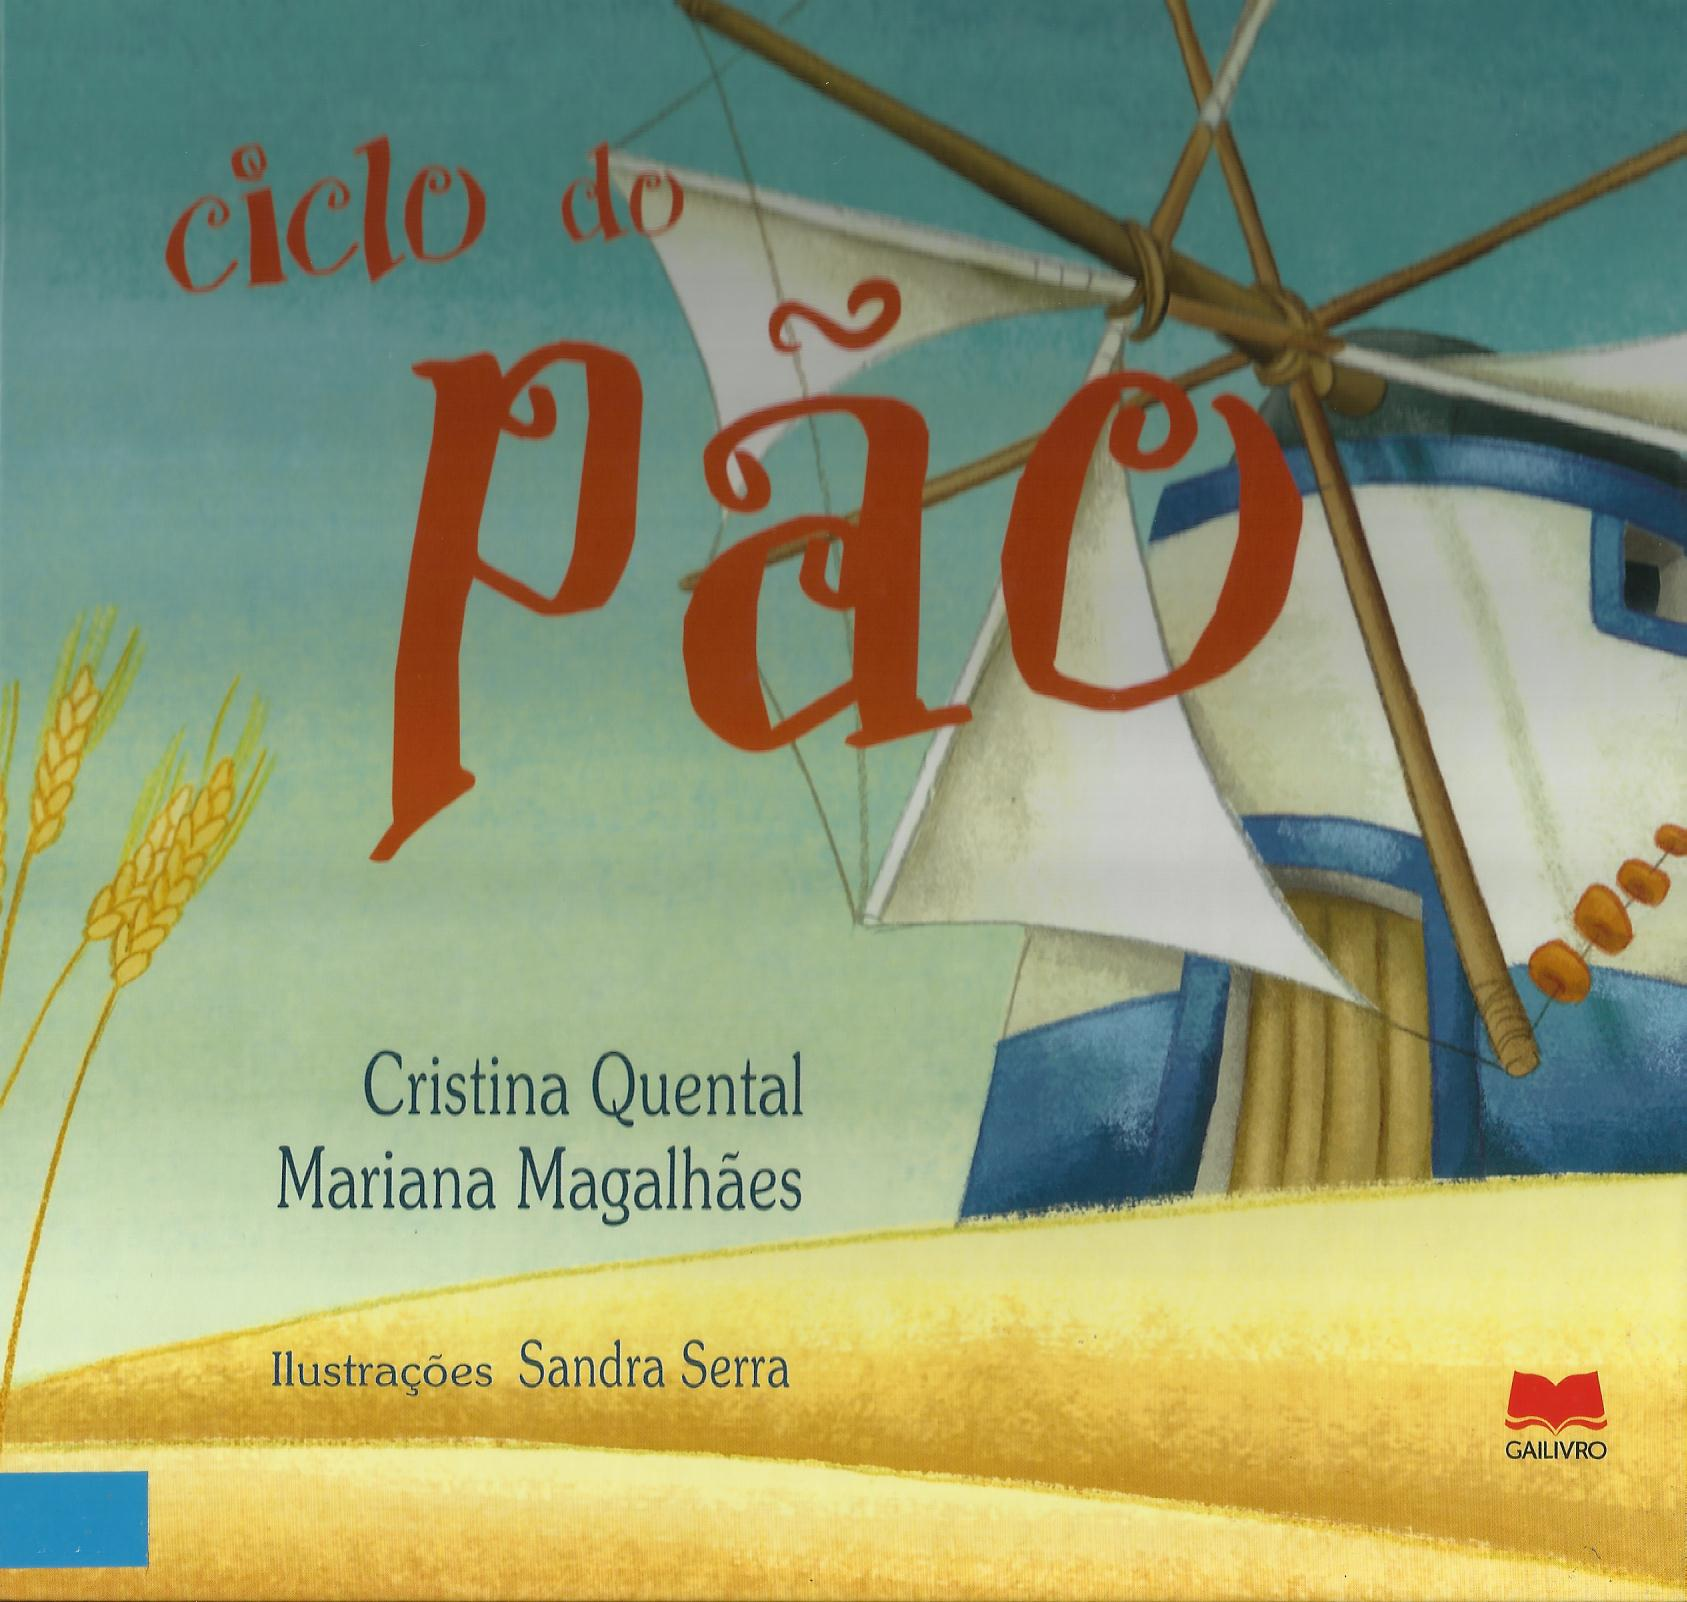 ciclo do
pão
Cristina Quental
Mariana Magalhães
Ilustrações Sandra Serra
GAILIVRO